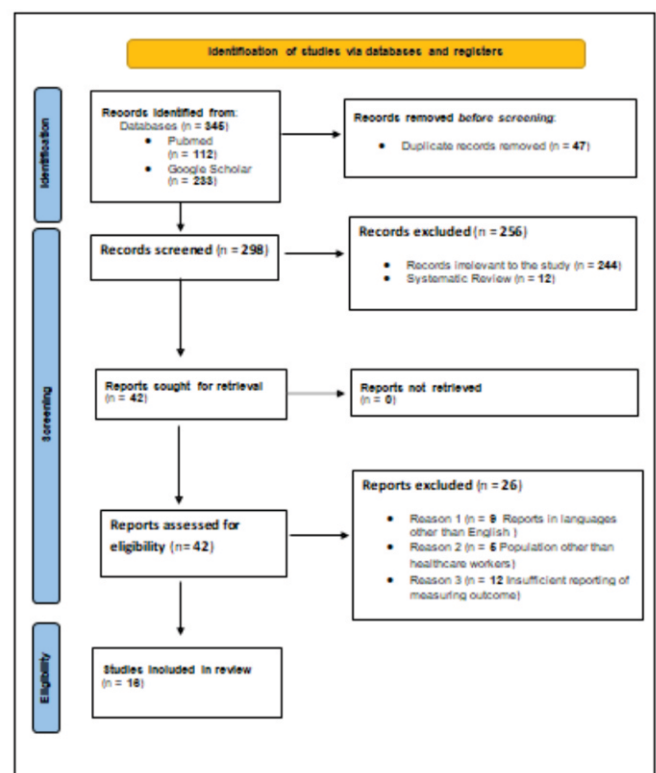 Identification of studies via databases and registers
Identification
Records identified from:
Databases (n = 345)
• Pubmed
(n = 112)
• Google Scholar
(n = 233)
Records removed before screening:
• Duplicate records removed (n = 47)
Screening
Records screened (n = 298)
Records excluded (n = 256)
• Records irrelevant to the study (n = 244)
• Systematic Review (n = 12)
Reports sought for retrieval
(n = 42)
Reports not retrieved
(n = 0)
Reports assessed for
eligibility (n= 42)
Reports excluded (n = 26)
• Reason 1 (n = 9 Reports in languages
other than English )
• Reason 2 (n = 5 Population other than
healthcare workers)
• Reason 3 (n = 12 Insufficient reporting of
measuring outcome)
Eligibility
Studies included in review
(n = 16)